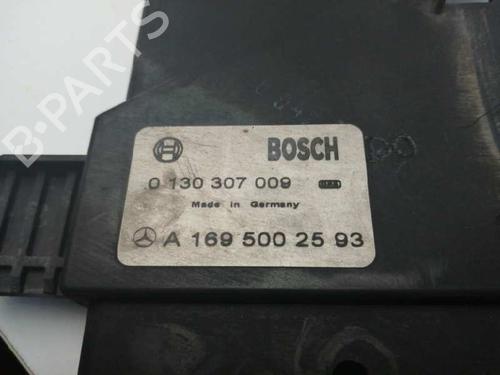 B-PARTS
BOSCH
0 130 307 009
Made in Germany
A 169 500 25 93